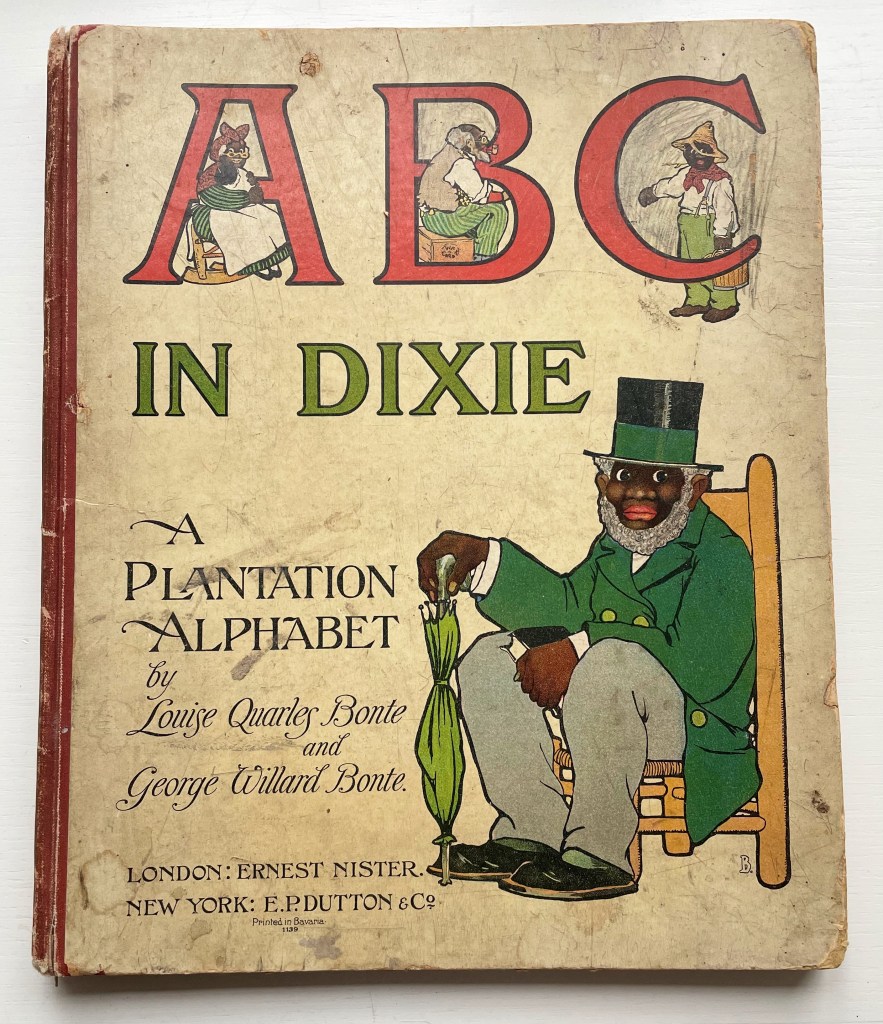 ABC
IN DIXIE
A
PLANTATION
ALPHABET
by
Louise Quarles Bonte
and
George Willard Bonte.
LONDON: ERNEST NISTER.
NEW YORK: E.P. DUTTON & Co.
Printed in Bavaria.
1139
B.